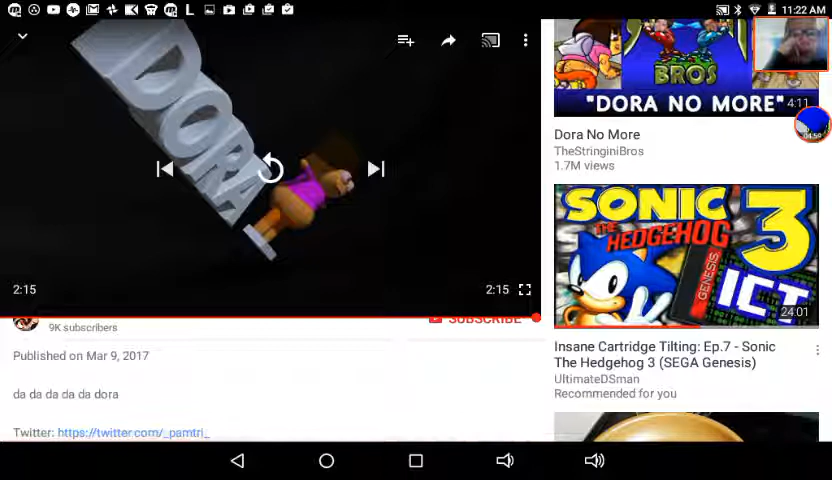 11:22 AM
DORA
2:15
2:15
9K subscribers
SUBSCRIBE
Published on Mar 9, 2017
da da da da da dora
Twitter: https://twitter.com/_pamtri_
BROS
"DORA NO MORE"
4:11
04:59
Dora No More
TheStringiniBros
1.7M views
SONIC
THE HEDGEHOG
3
GENESIS
ICT
24:01
Insane Cartridge Tilting: Ep.7 - Sonic
The Hedgehog 3 (SEGA Genesis)
UltimateDSman
Recommended for you